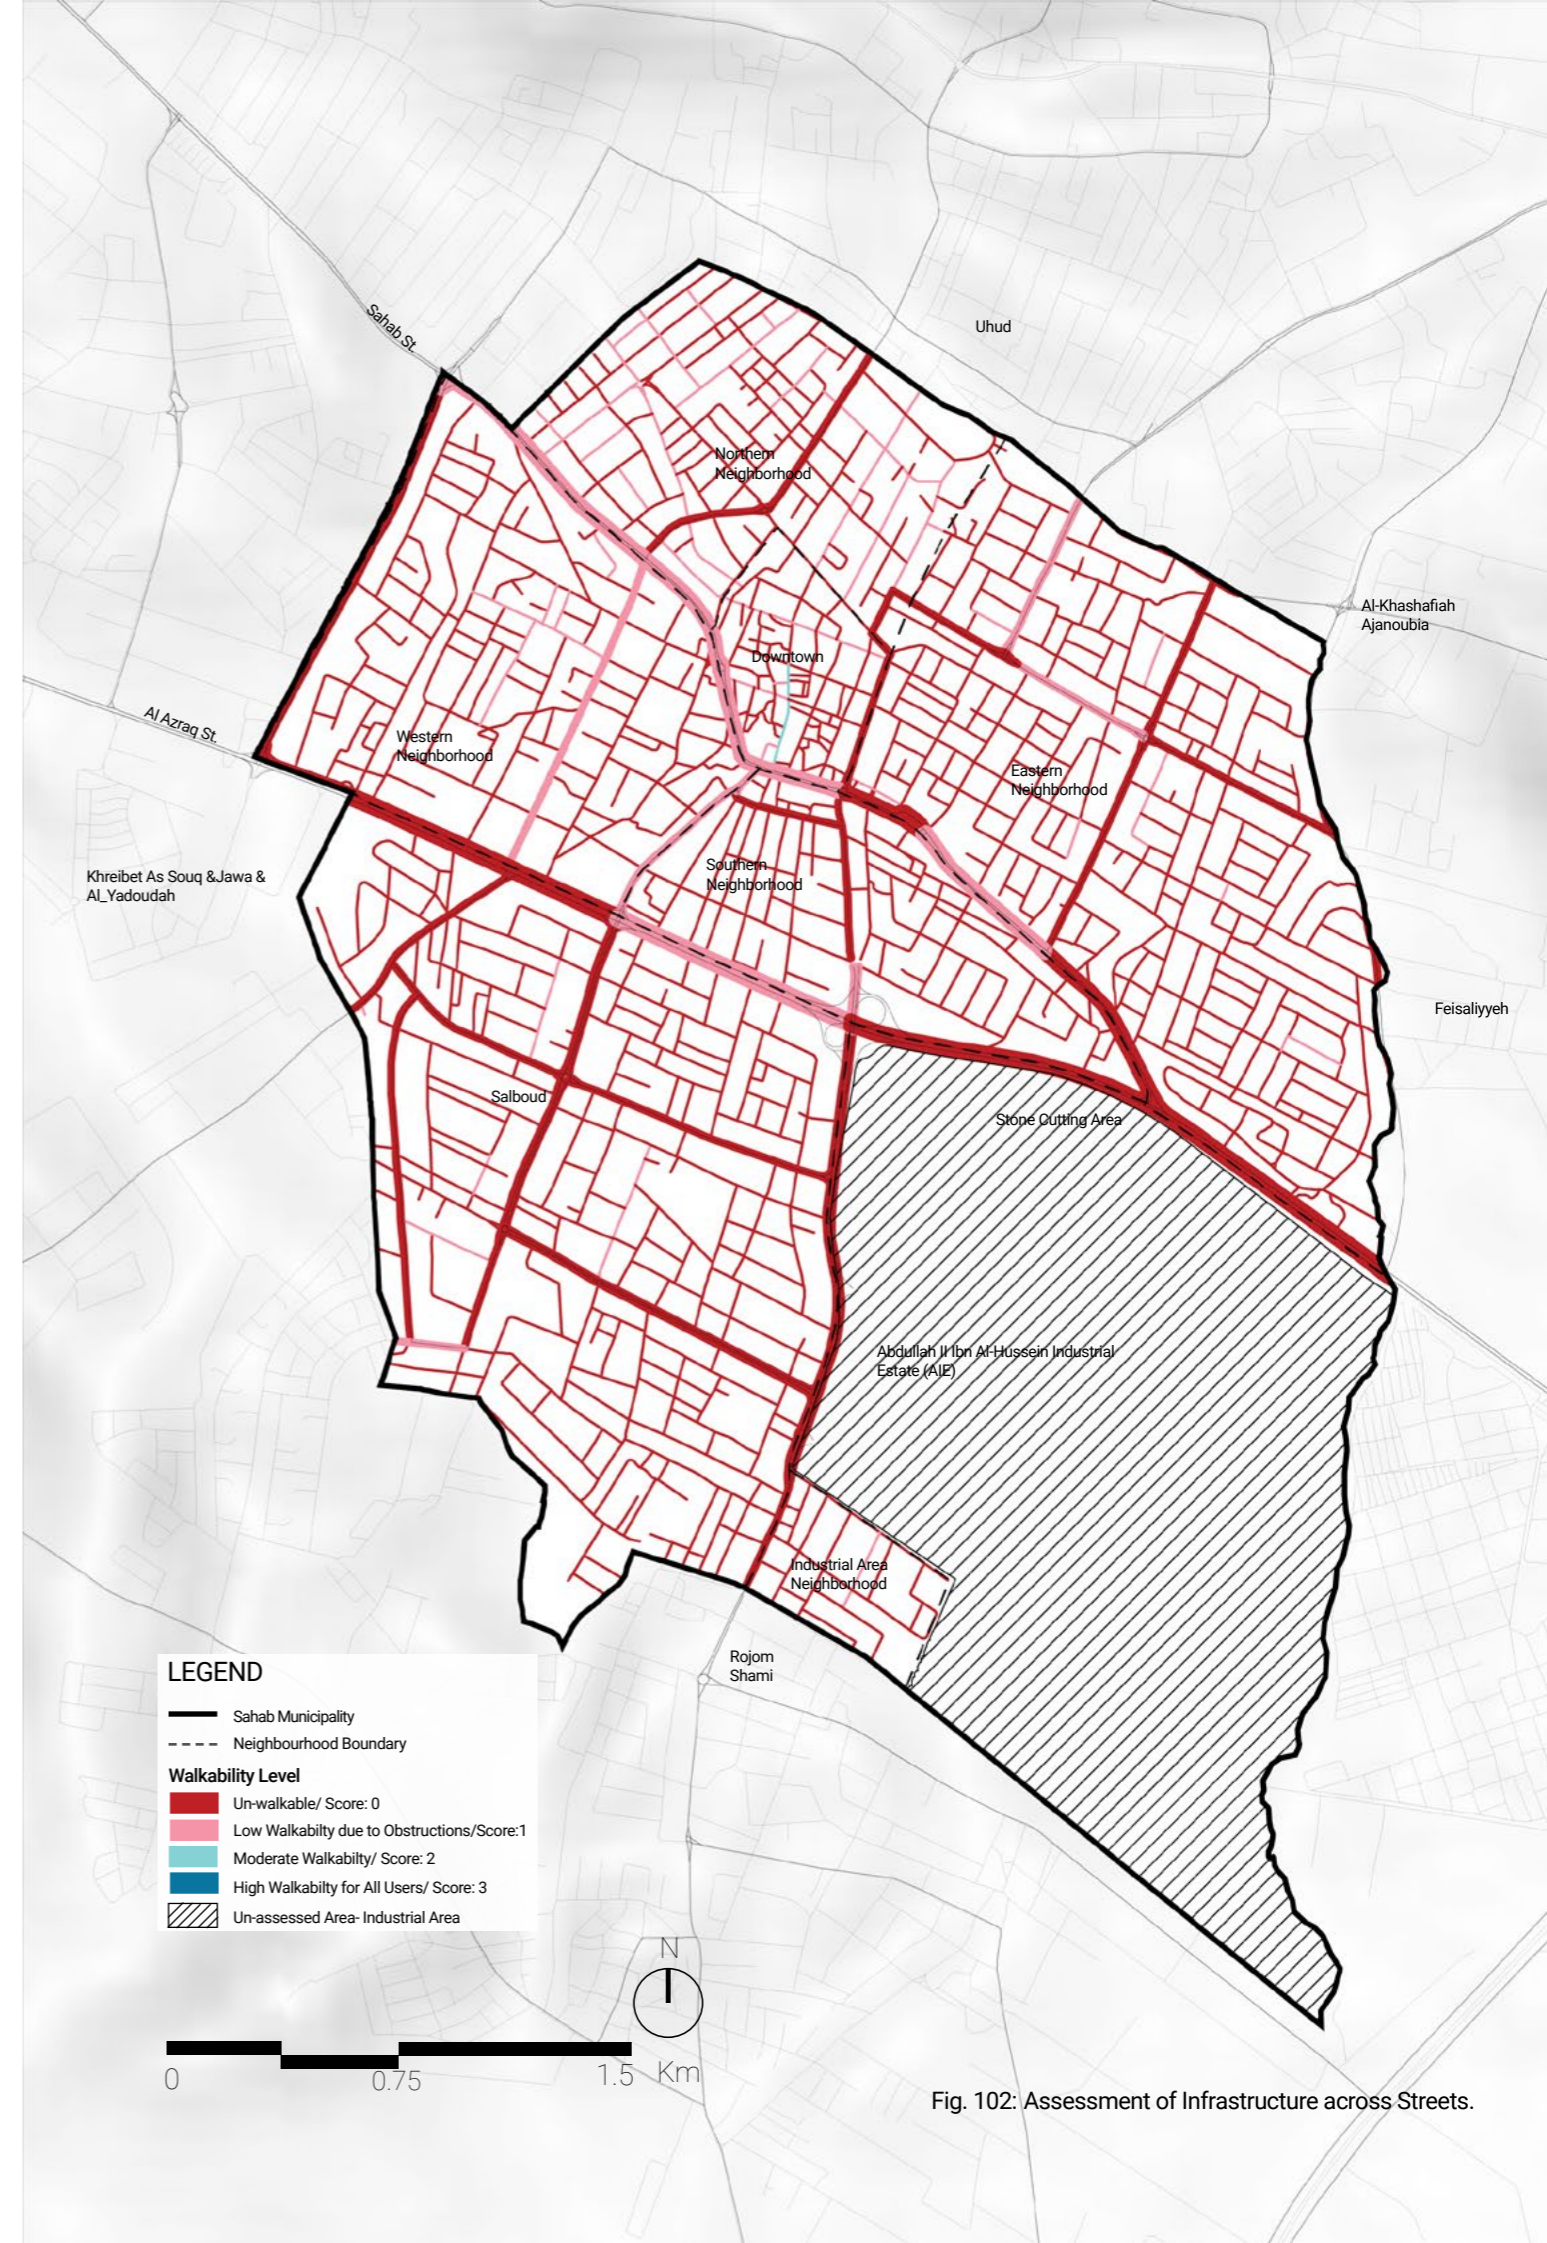 Uhud
Sahab St.
Northern
Neighborhood
Al-Khashafiah
Ajanoubia
Downtown
Al Azraq St.
Western
Neighborhood
Eastern
Neighborhood
Khreibet As Souq &Jawa &
Al_Yadoudah
Southern
Neighborhood
Feisaliyyeh
Salboud
Stone Cutting Area
Abdullah II Ibn Al-Hussein Industrial
Estate (AIE)
Industrial Area
Neighborhood
Rojom
Shami
LEGEND
Sahab Municipality
Neighbourhood Boundary
Walkability Level
Un-walkable/ Score: 0
Low Walkabilty due to Obstructions/Score:1
Moderate Walkabilty/ Score: 2
High Walkabilty for All Users/ Score: 3
Un-assessed Area- Industrial Area
N
0
0.75
1.5 Km
Fig. 102: Assessment of Infrastructure across Streets.